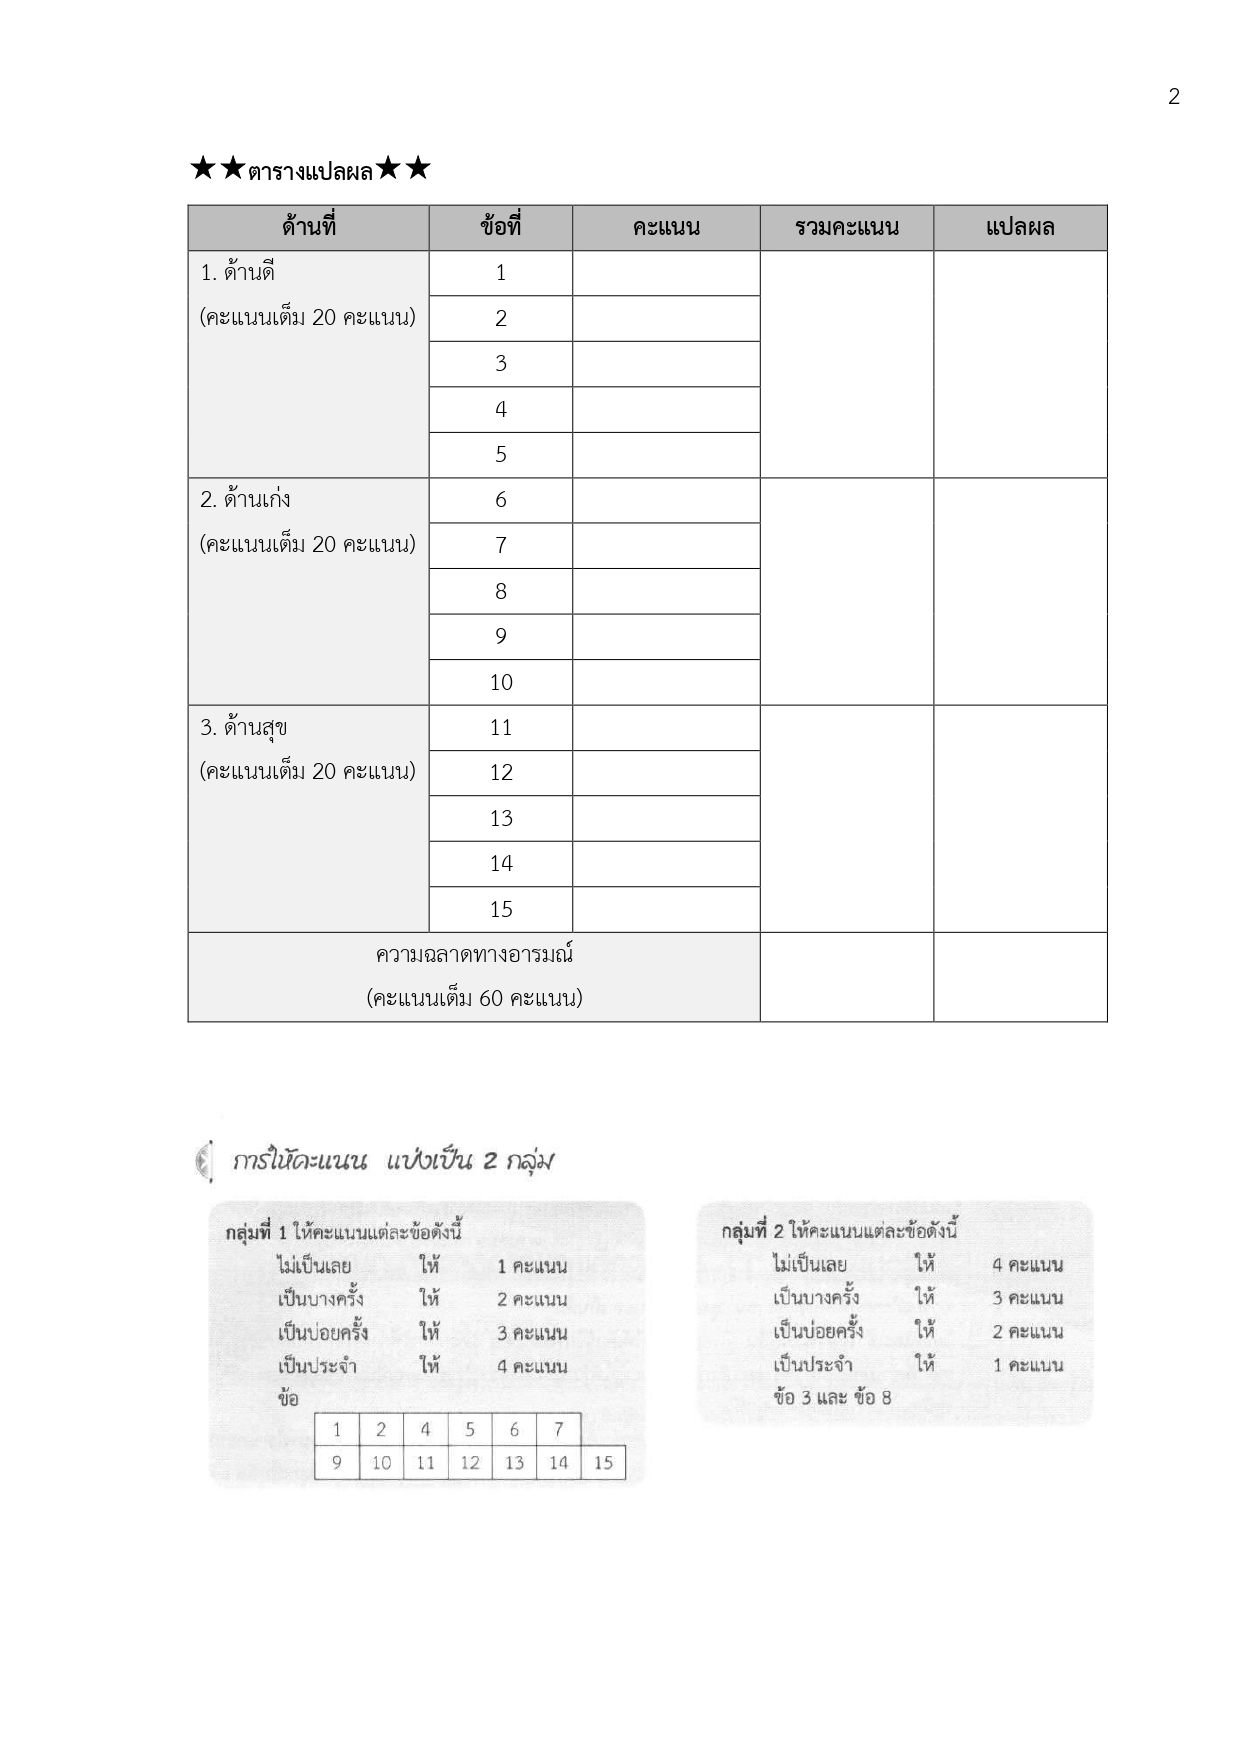 2
★★ตารางแปลผล★★
ด้านที่ ข้อที่ คะแนน รวมคะแนน แปลผล
1. ด้านดี 1
(คะแนนเต็ม 20 คะแนน) 2
3
4
5
2. ด้านเก่ง 6
(คะแนนเต็ม 20 คะแนน) 7
8
9
10
3. ด้านสุข 11
(คะแนนเต็ม 20 คะแนน) 12
13
14
15
ความฉลาดทางอารมณ์
(คะแนนเต็ม 60 คะแนน)
การให้คะแนน แบ่งเป็น 2 กลุ่ม
กลุ่มที่ 1 ให้คะแนนแต่ละข้อดังนี้
ไม่เป็นเลย ให้ 1 คะแนน
เป็นบางครั้ง ให้ 2 คะแนน
เป็นบ่อยครั้ง ให้ 3 คะแนน
เป็นประจำ ให้ 4 คะแนน
ข้อ
1 2 4 5 6 7
9 10 11 12 13 14 15
กลุ่มที่ 2 ให้คะแนนแต่ละข้อดังนี้
ไม่เป็นเลย ให้ 4 คะแนน
เป็นบางครั้ง ให้ 3 คะแนน
เป็นบ่อยครั้ง ให้ 2 คะแนน
เป็นประจำ ให้ 1 คะแนน
ข้อ 3 และ ข้อ 8